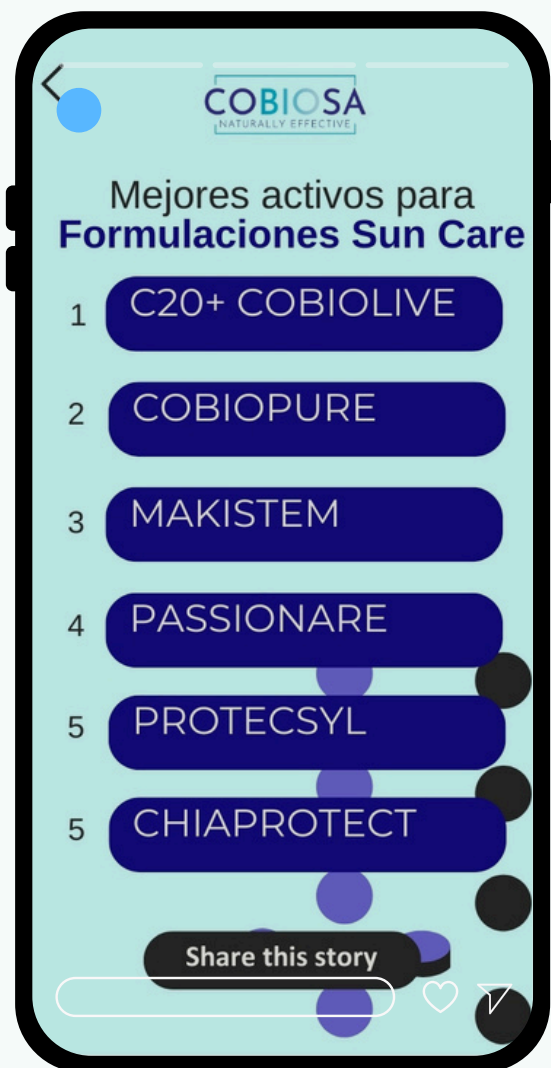 COBIOSA
NATURALLY EFFECTIVE
Mejores activos para
Formulaciones Sun Care
1 C20+ COBIOLIVE
2 COBIOPURE
3 MAKISTEM
4 PASSIONARE
5 PROTECSYL
5 CHIAPROTECT
Share this story